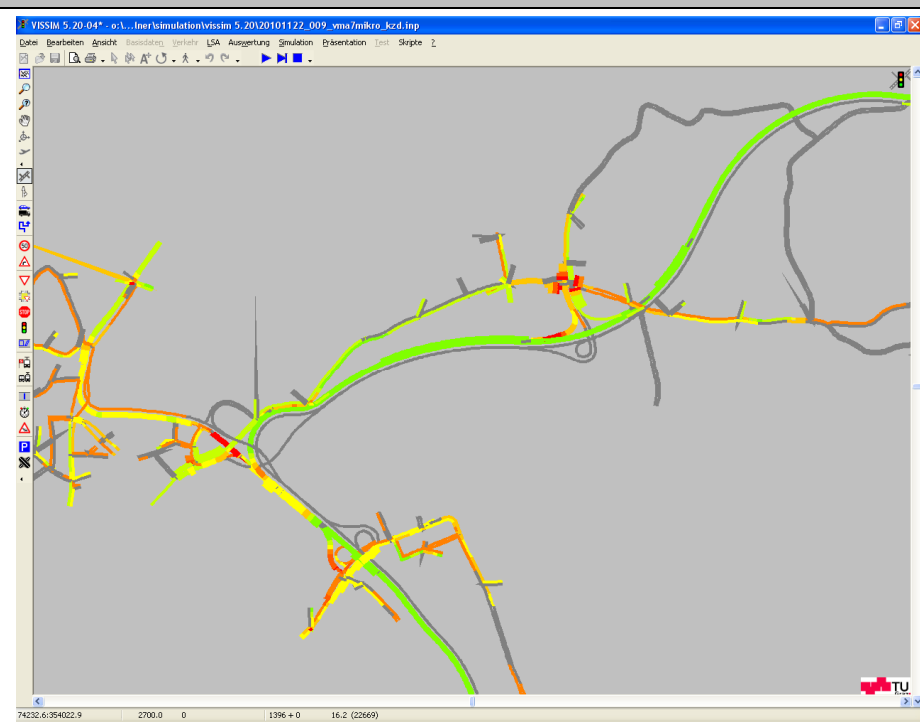 VISSIM 5.20-04* - o:\...lner\simulation\vissim 5.20\20101122_009_vma7mikro_kzd.inp
Datei Bearbeiten Ansicht Basisdaten Verkehr LSA Auswertung Simulation Präsentation Test Skripte ?
STOP
P
TU
74232.6:354022.9 2700.0 0 1396 + 0 16.2 (22669)